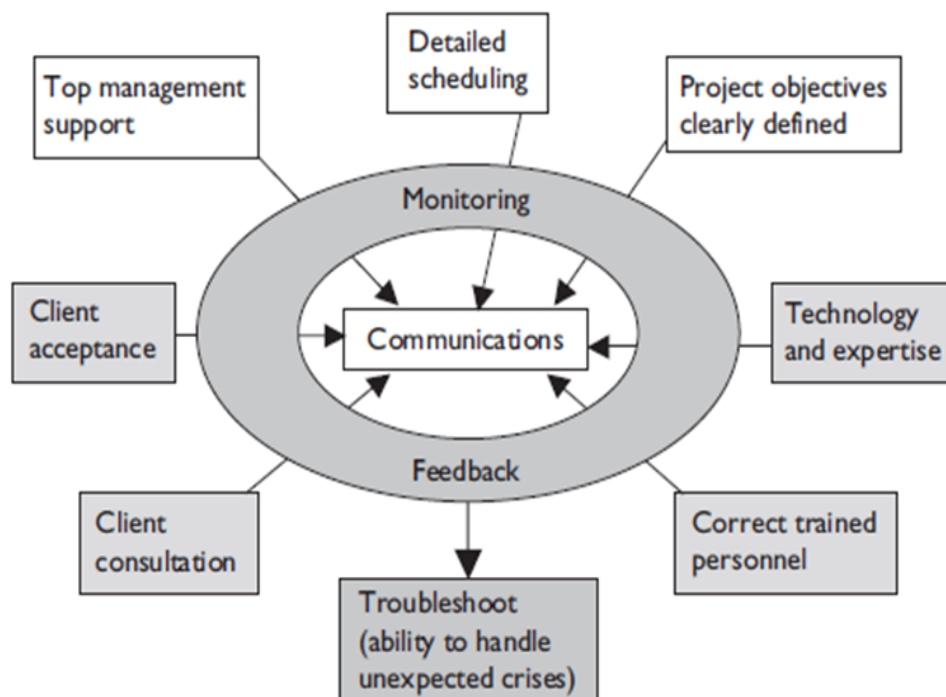 Detailed
scheduling
Top management
support
Project objectives
clearly defined
Monitoring
Client
acceptance
Communications
Technology
and expertise
Feedback
Client
consultation
Correct trained
personnel
Troubleshoot
(ability to handle
unexpected crises)